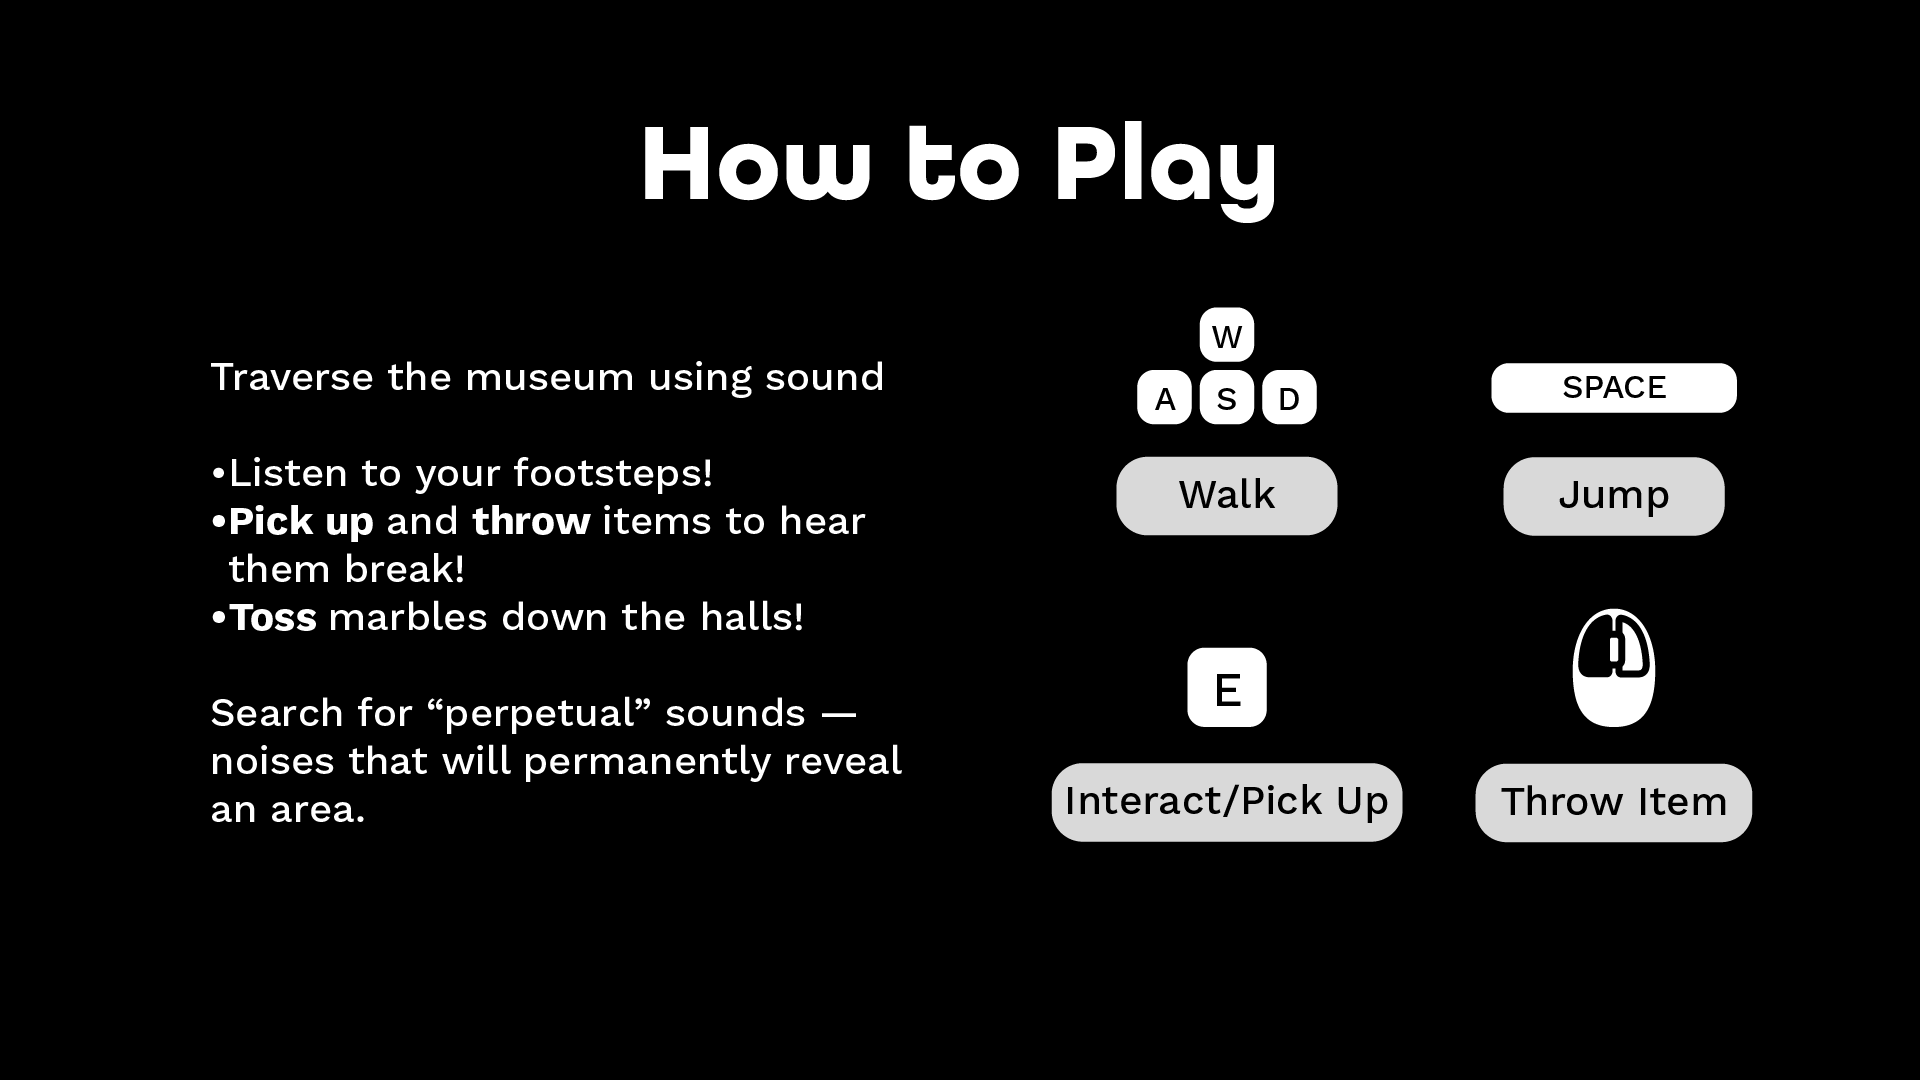 How to Play
Traverse the museum using sound
•Listen to your footsteps!
•Pick up and throw items to hear
them break!
•Toss marbles down the halls!
Search for “perpetual” sounds —
noises that will permanently reveal
an area.
W
A S D
Walk
SPACE
Jump
E
Interact/Pick Up
Throw Item